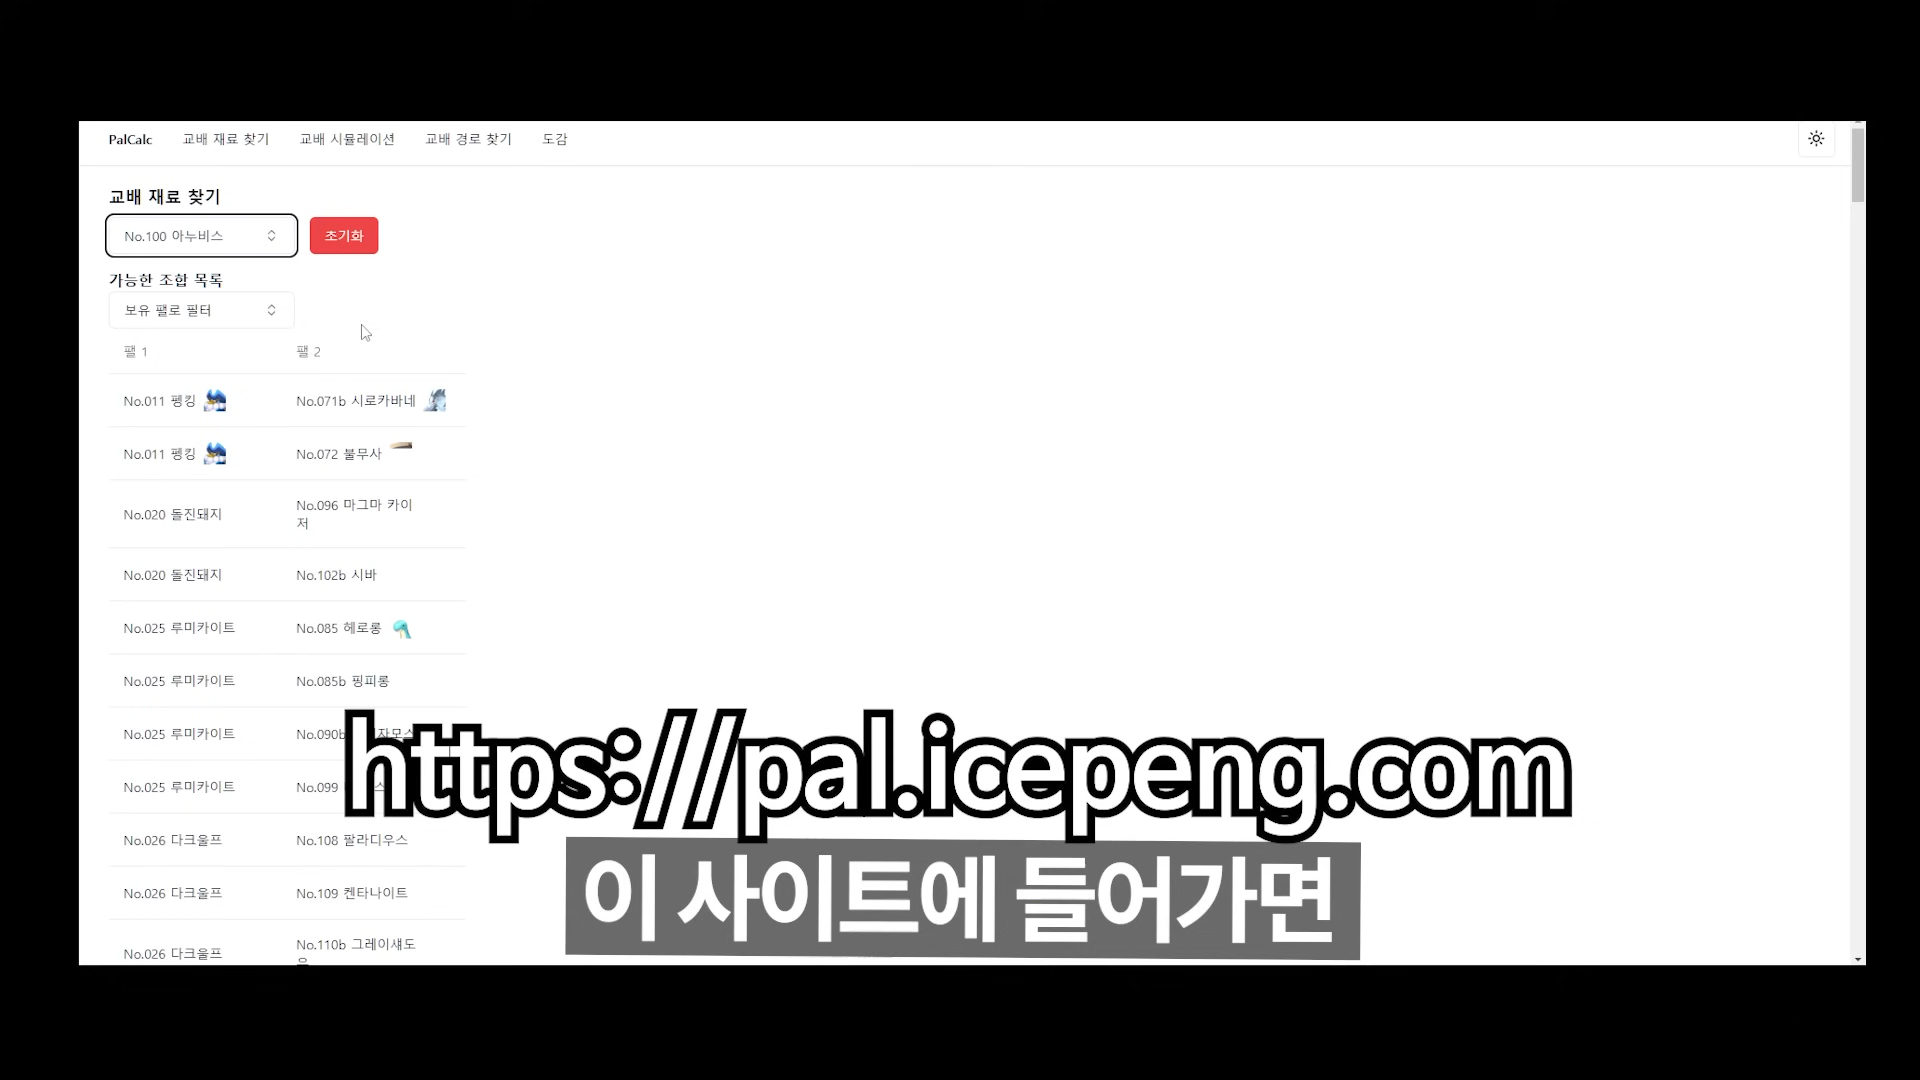 PalCalc 교배 재료 찾기 교배 시뮬레이션 교배 경로 찾기 도감
교배 재료 찾기
No.100 아누비스 초기화
가능한 조합 목록
보유 팰로 필터
팰 1 팰 2
No.011 펭킹 No.071b 시로카바네
No.011 펭킹 No.072 불무사
No.020 돌진돼지 No.096 마그마 카이
저
No.020 돌진돼지 No.102b 시바
No.025 루미카이트 No.085 헤로롱
No.025 루미카이트 No.085b 핑피롱
No.025 루미카이트 No.090b
No.025 루미카이트 No.099
https://pal.icepeng.com
No.026 다크울프 No.108 팔라디우스
No.026 다크울프 No.109 켄타나이트
No.026 다크울프 No.110b 그레이섀도
이 사이트에 들어가면